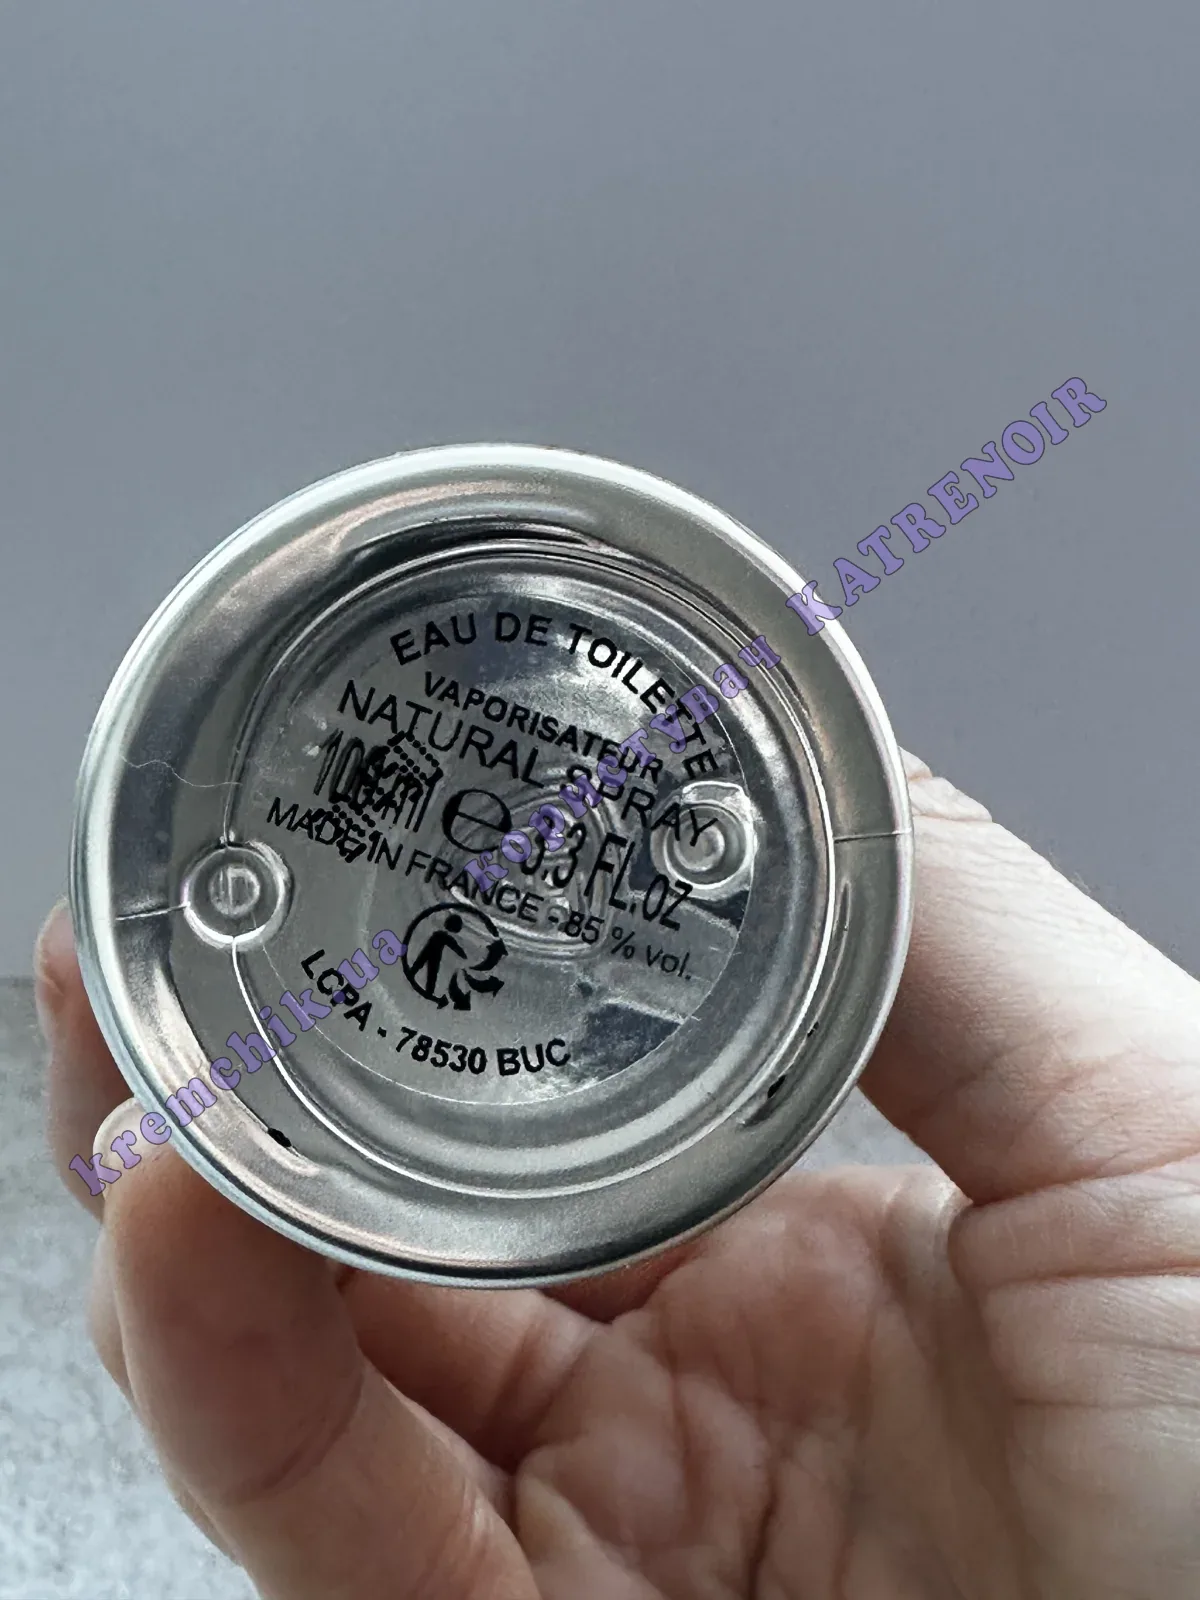 EAU DE TOILETTE
VAPORISATEUR
NATURAL SPRAY
100ml e 3.3 FL.OZ
MADE IN FRANCE - 85 % vol.
LCPA - 78530 BUC
kremchik.ua користуВач KATRENOIR